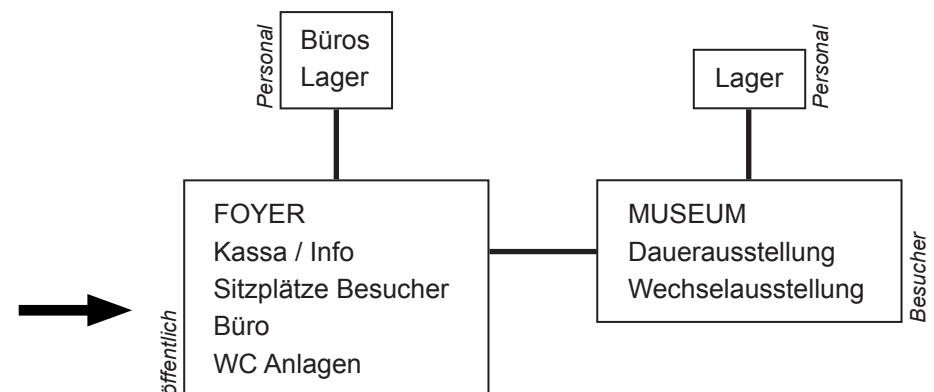 Personal
Büros
Lager
Lager
Personal
FOYER
Kassa / Info
Sitzplätze Besucher
Büro
WC Anlagen
öffentlich
MUSEUM
Dauerausstellung
Wechselausstellung
Besucher